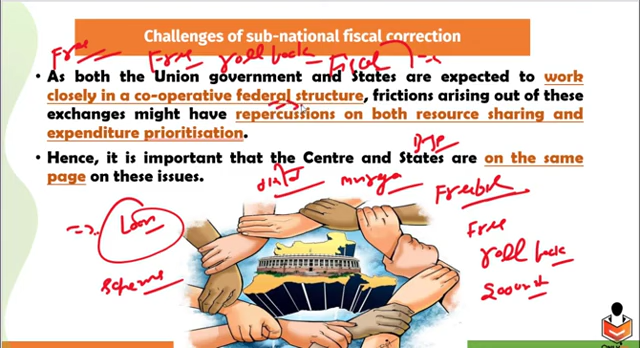 Challenges of sub-national fiscal correction
Free Free roll back Fiscal
• As both the Union government and States are expected to work
closely in a co-operative federal structure, frictions arising out of these
exchanges might have repercussions on both resource sharing and
expenditure prioritisation.
• Hence, it is important that the Centre and States are on the same
page on these issues.
Loan
Scheme
Free
roll back